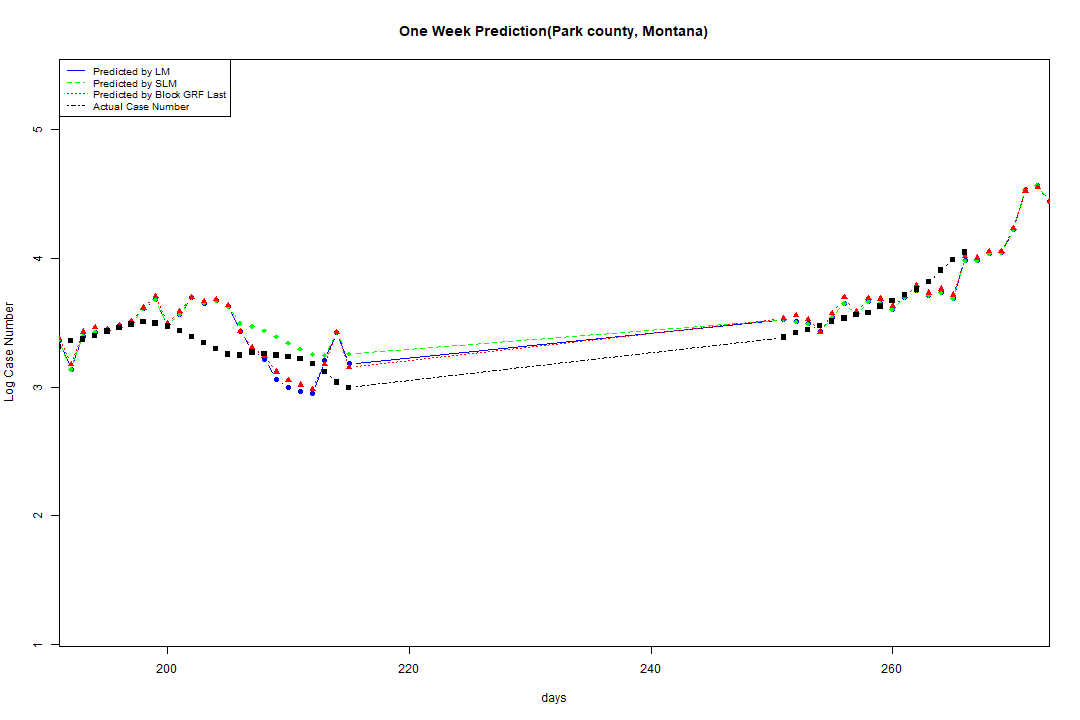 One Week Prediction(Park county, Montana)
Predicted by LM
Predicted by SLM
Predicted by Block GRF Last
Actual Case Number
Log Case Number
5
4
3
2
1
200 220 240 260
days